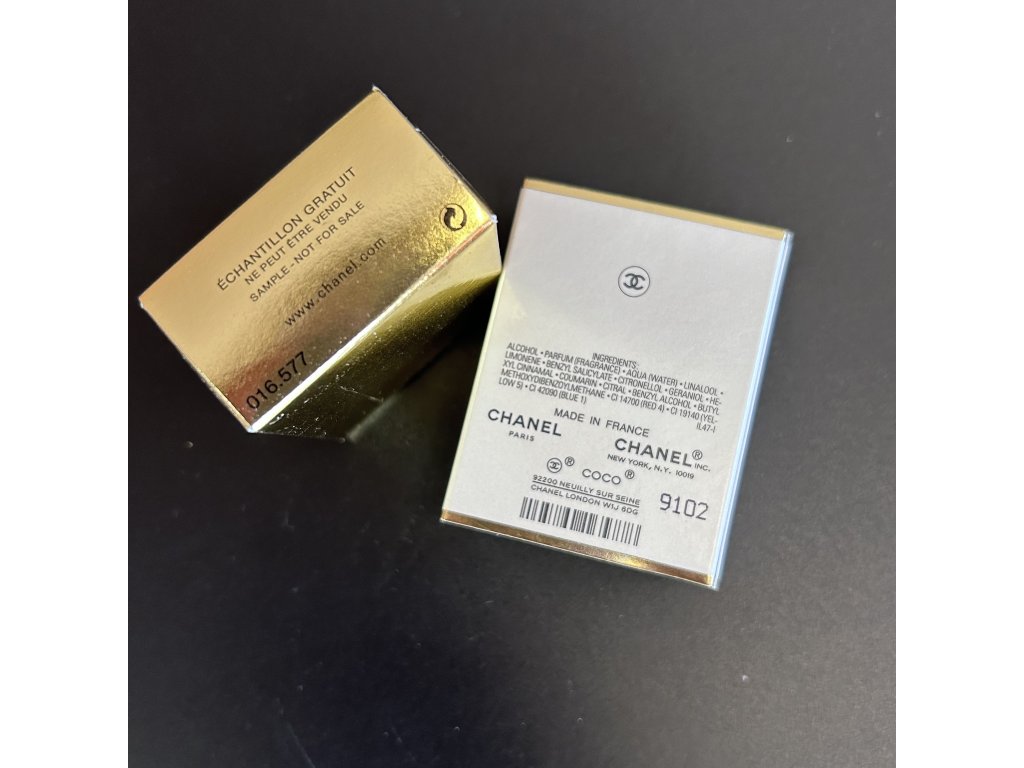 ÉCHANTILLON GRATUIT
NE PEUT ÊTRE VENDU
SAMPLE - NOT FOR SALE
www.chanel.com
016.577
INGREDIENTS:
ALCOHOL • PARFUM (FRAGRANCE) • AQUA (WATER) • LINALOOL •
LIMONENE • BENZYL SALICYLATE • CITRONELLOL • GERANIOL • HE-
XYL CINNAMAL • COUMARIN • CITRAL • BENZYL ALCOHOL • BUTYL
METHOXYDIBENZOYLMETHANE • CI 14700 (RED 4) • CI 19140 (YEL-
LOW 5) • CI 42090 (BLUE 1)
IL47-I
MADE IN FRANCE
CHANEL
PARIS
CHANEL® INC.
NEW YORK, N.Y. 10019
® COCO ®
92200 NEUILLY SUR SEINE
CHANEL LONDON W1J 6DG
9102